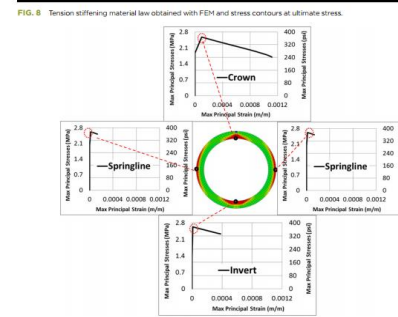 FIG. 8 Tension stiffening material law obtained with FEM and stress contours at ultimate stress.
Max Principal Stresses (MPa)
2.8
2.1
1.4
0.7
0
Crown
400
320
240
160
80
0
Max Principal Stresses (psi)
0 0.0004 0.0008 0.0012
Max Principal Strain (m/m)
Max Principal Stresses (MPa)
2.8
2.1
1.4
0.7
0
Springline
400
320
240
160
80
0
Max Principal Stresses (psi)
0 0.0004 0.0008 0.0012
Max Principal Strain (m/m)
Max Principal Stresses (MPa)
2.8
2.1
1.4
0.7
0
Springline
400
320
240
160
80
0
Max Principal Stresses (psi)
0 0.0004 0.0008 0.0012
Max Principal Strain (m/m)
Max Principal Stresses (MPa)
2.8
2.1
1.4
0.7
0
Invert
400
320
240
160
80
0
Max Principal Stresses (psi)
0 0.0004 0.0008 0.0012
Max Principal Strain (m/m)